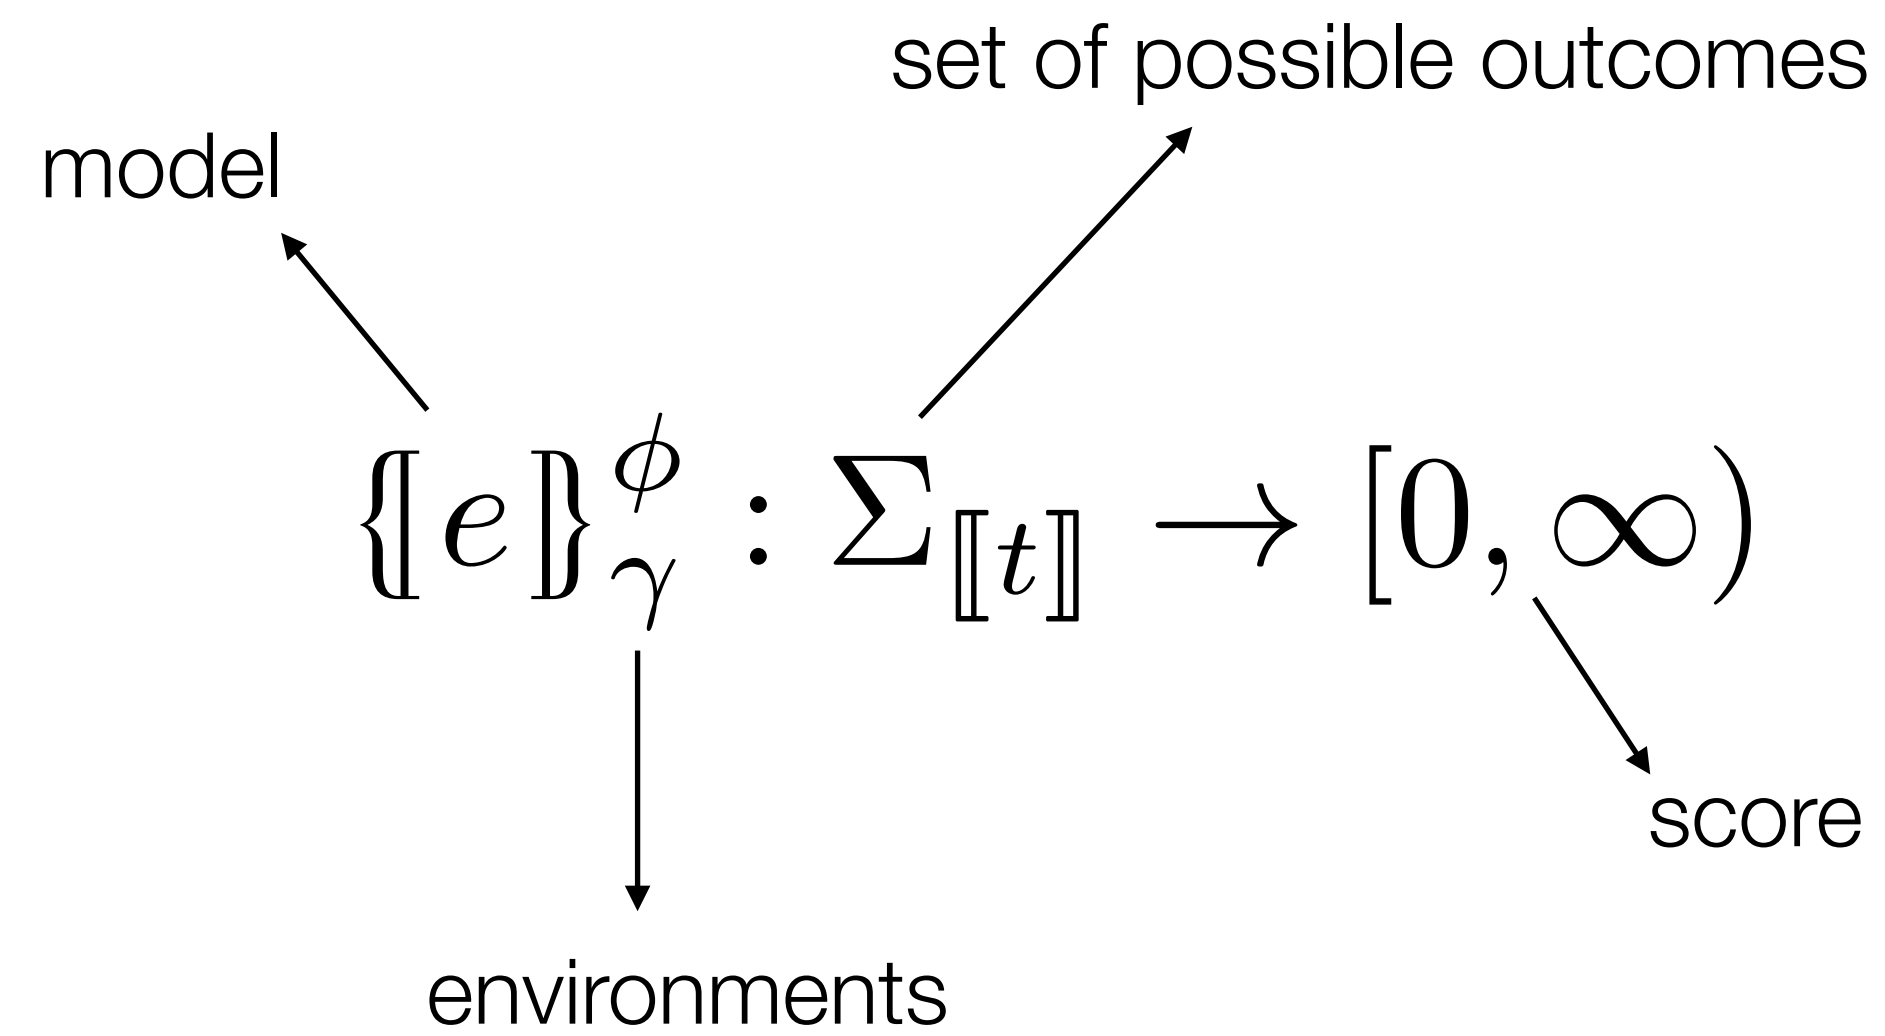 set of possible outcomes
model
⦃e⦄^ϕ_γ : Σ_⟦t⟧ → [0, ∞)
score
environments